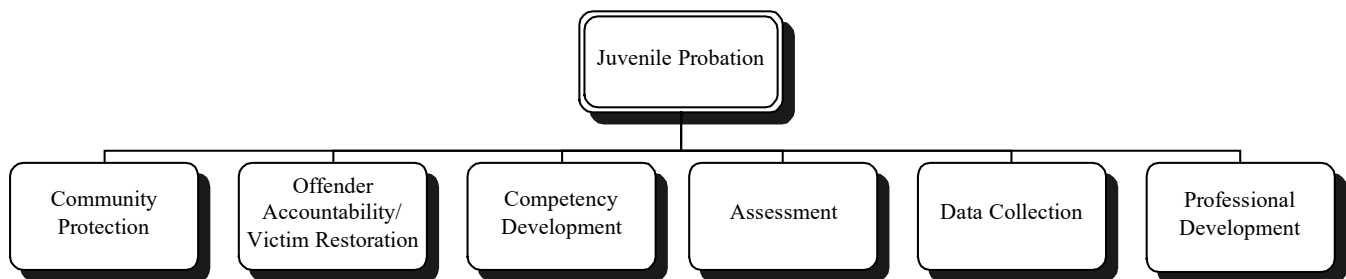 Juvenile Probation
Community
Protection
Offender
Accountability/
Victim Restoration
Competency
Development
Assessment
Data Collection
Professional
Development